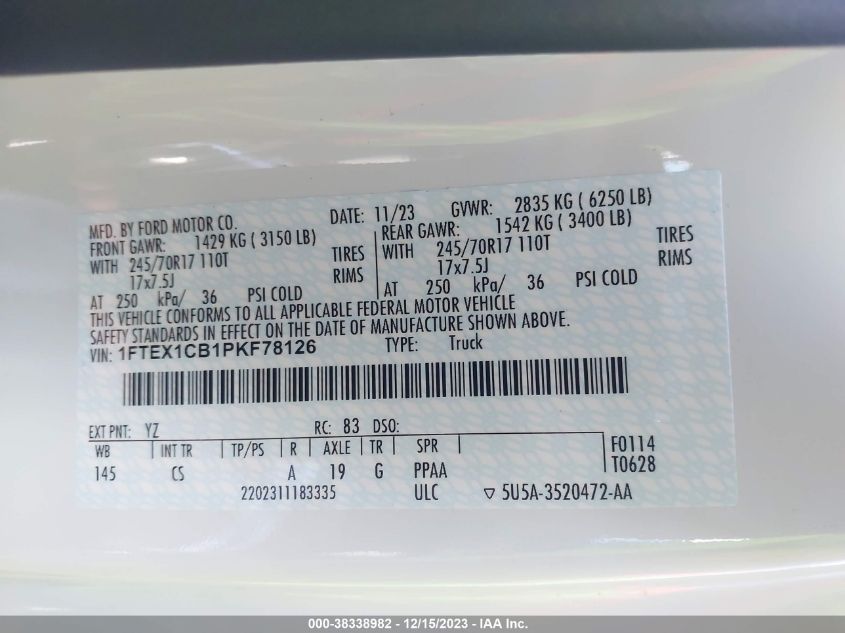 MFD. BY FORD MOTOR CO. DATE: 11/23 GVWR: 2835 KG ( 6250 LB)
FRONT GAWR: 1429 KG ( 3150 LB) REAR GAWR: 1542 KG ( 3400 LB)
WITH 245/70R17 110T TIRES WITH 245/70R17 110T TIRES
17x7.5J RIMS 17x7.5J RIMS
AT 250 kPa/ 36 PSI COLD AT 250 kPa/ 36 PSI COLD
THIS VEHICLE CONFORMS TO ALL APPLICABLE FEDERAL MOTOR VEHICLE
SAFETY STANDARDS IN EFFECT ON THE DATE OF MANUFACTURE SHOWN ABOVE.
VIN: 1FTEX1CB1PKF78126 TYPE: Truck
EXT PNT: YZ RC: 83 DSO:
WB INT TR TP/PS R AXLE TR SPR F0114
145 CS A 19 G PPAA T0628
2202311183335 ULC ▽ 5U5A-3520472-AA
000-38338982 - 12/15/2023 - IAA Inc.